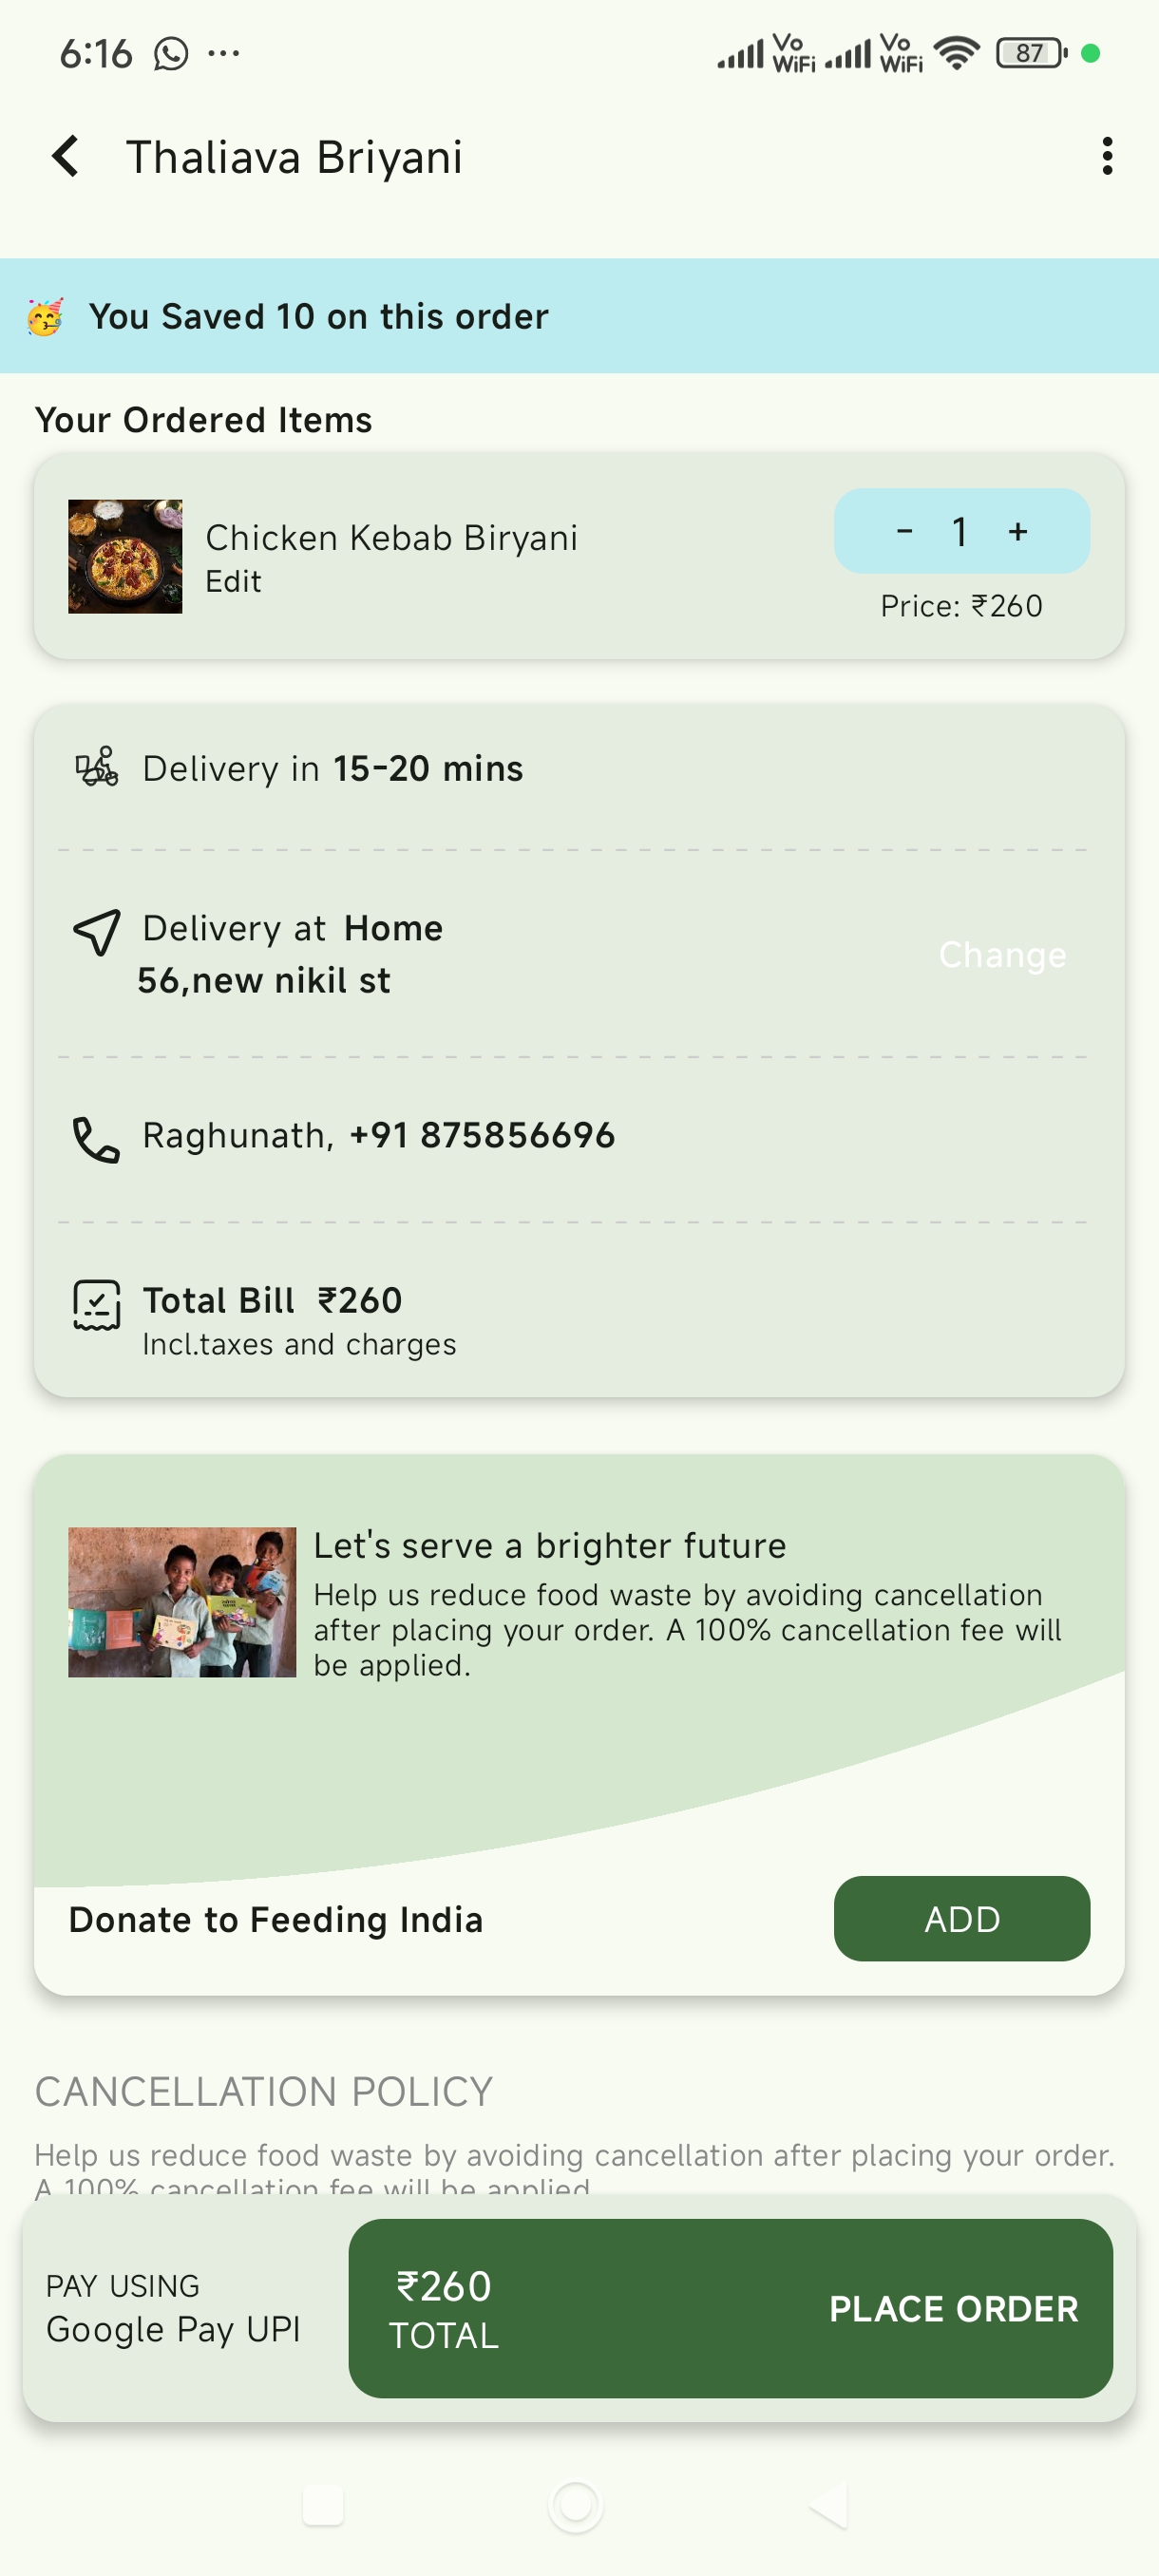 6:16 ...
Vo WiFi Vo WiFi 87
Thaliava Briyani
You Saved 10 on this order
Your Ordered Items
Chicken Kebab Biryani
Edit
- 1 +
Price: ₹260
Delivery in 15-20 mins
Delivery at Home
56,new nikil st
Change
Raghunath, +91 875856696
Total Bill ₹260
Incl.taxes and charges
Let's serve a brighter future
Help us reduce food waste by avoiding cancellation
after placing your order. A 100% cancellation fee will
be applied.
Donate to Feeding India
ADD
CANCELLATION POLICY
Help us reduce food waste by avoiding cancellation after placing your order.
A 100% cancellation fee will be applied
PAY USING
Google Pay UPI
₹260
TOTAL
PLACE ORDER